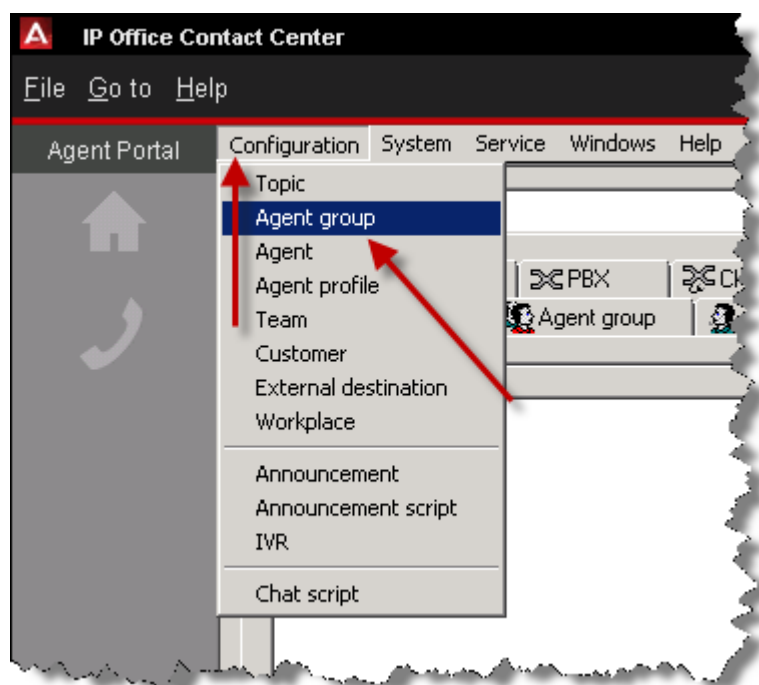 A IP Office Contact Center
File Go to Help
Agent Portal
Configuration System Service Windows Help
Topic
Agent group
Agent
Agent profile
Team
Customer
External destination
Workplace
Announcement
Announcement script
IVR
Chat script
PBX
Agent group